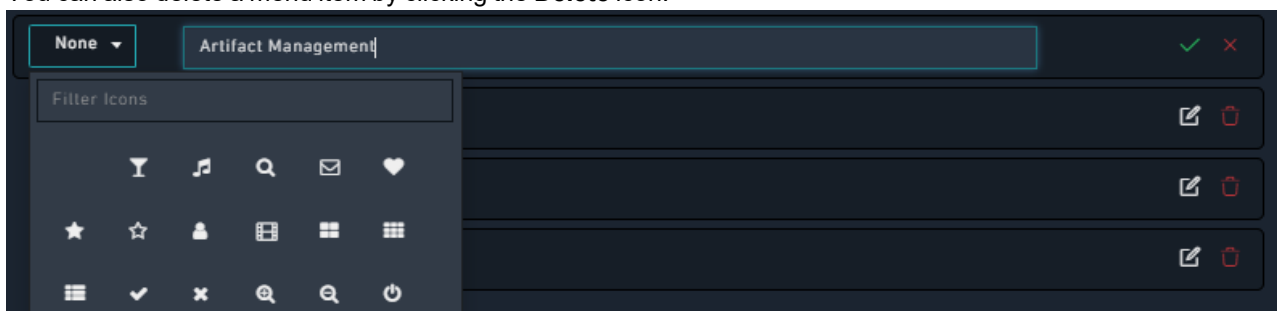 You can also delete a menu item by clicking the Delete icon.
None
Artifact Management
Filter Icons